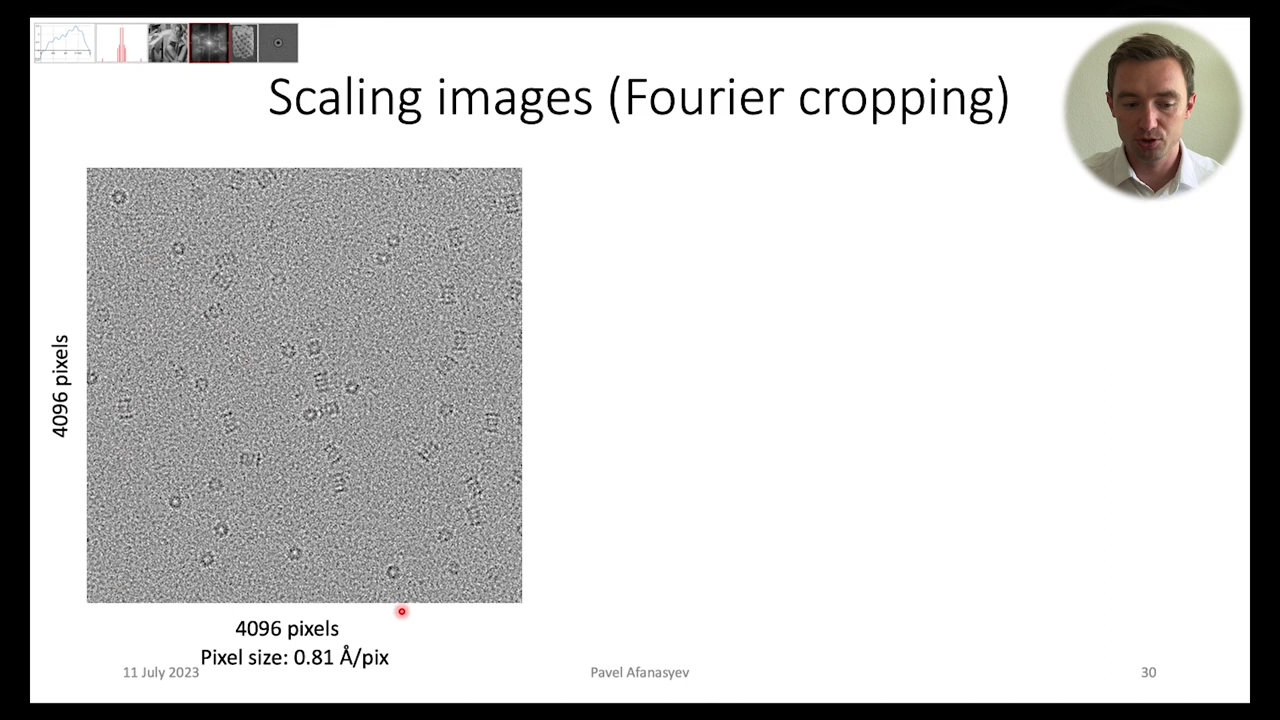 Scaling images (Fourier cropping)
4096 pixels
4096 pixels
Pixel size: 0.81 Å/pix
11 July 2023
Pavel Afanasyev
30